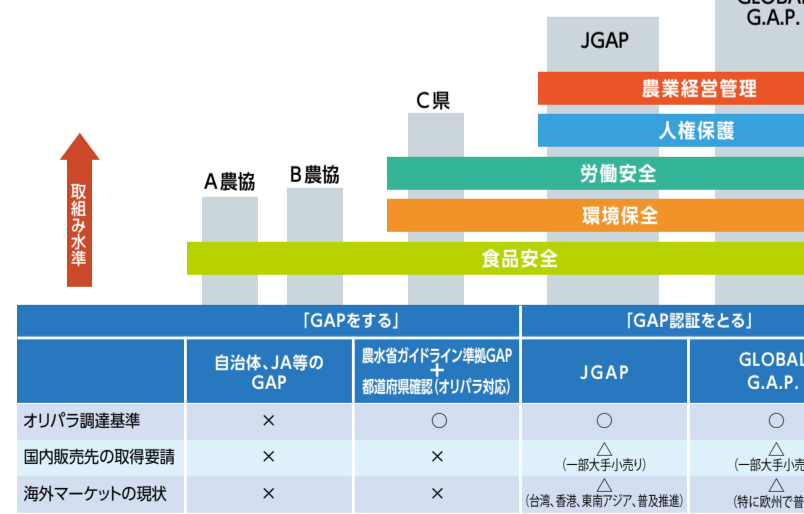 GLOBAL
G.A.P.
JGAP
農業経営管理
C県
人権保護
労働安全
B農協
A農協
取組み水準
環境保全
食品安全
「GAPをする」
「GAP認証をとる」
自治体、JA等の
GAP
農水省ガイドライン準拠GAP
+
都道府県確認(オリパラ対応)
JGAP
GLOBAL
G.A.P.
オリパラ調達基準
×
○
○
○
国内販売先の取得要請
×
×
△
(一部大手小売り)
△
(一部大手小売
海外マーケットの現状
×
×
△
(台湾、香港、東南アジア、普及推進)
△
(特に欧州で普